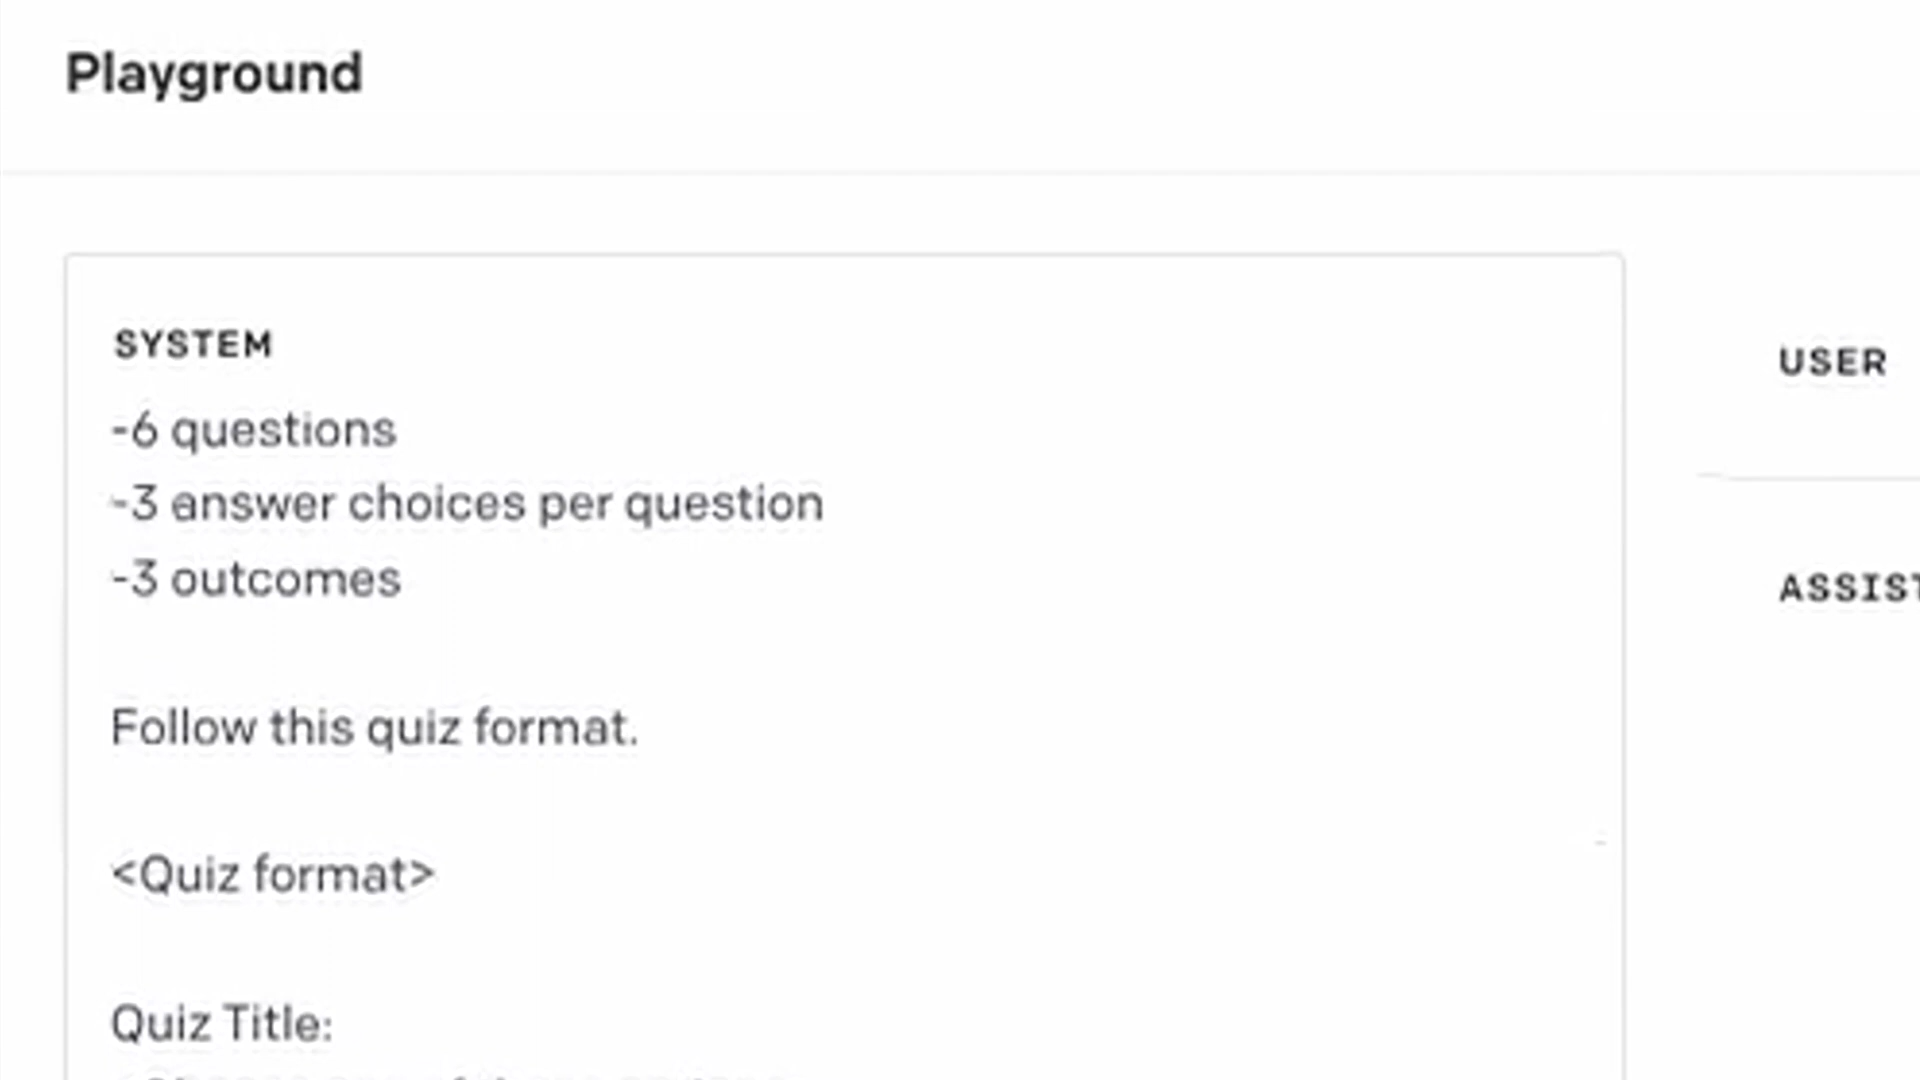 Playground
SYSTEM
-6 questions
-3 answer choices per question
-3 outcomes
Follow this quiz format.
<Quiz format>
Quiz Title:
USER
ASSIST